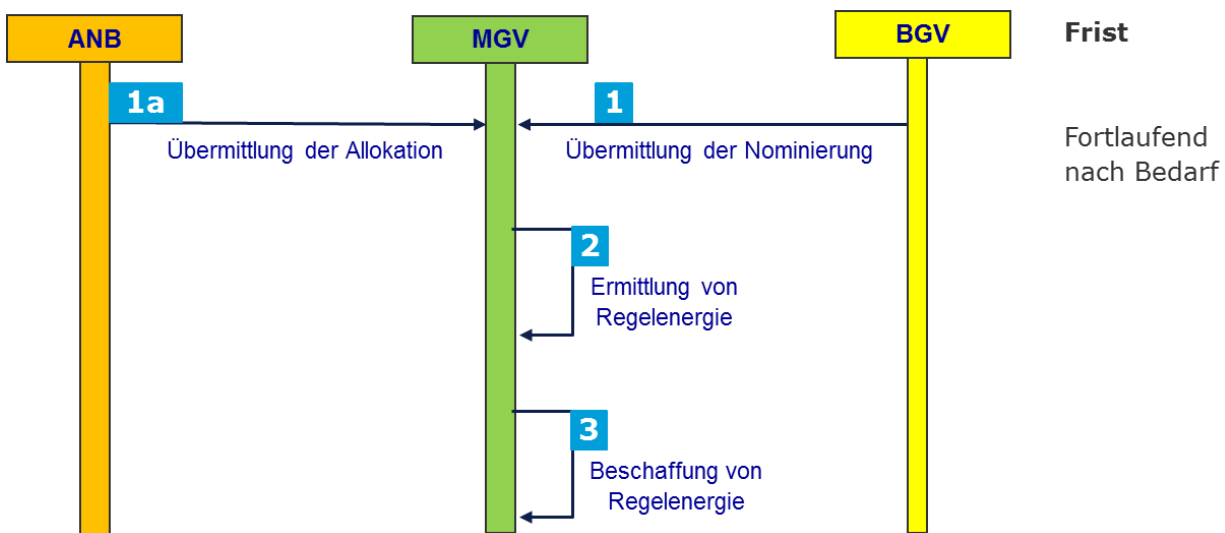 ANB
MGV
BGV
Frist
1a
1
Übermittlung der Allokation
Übermittlung der Nominierung
Fortlaufend
nach Bedarf
2
Ermittlung von
Regelenergie
3
Beschaffung von
Regelenergie